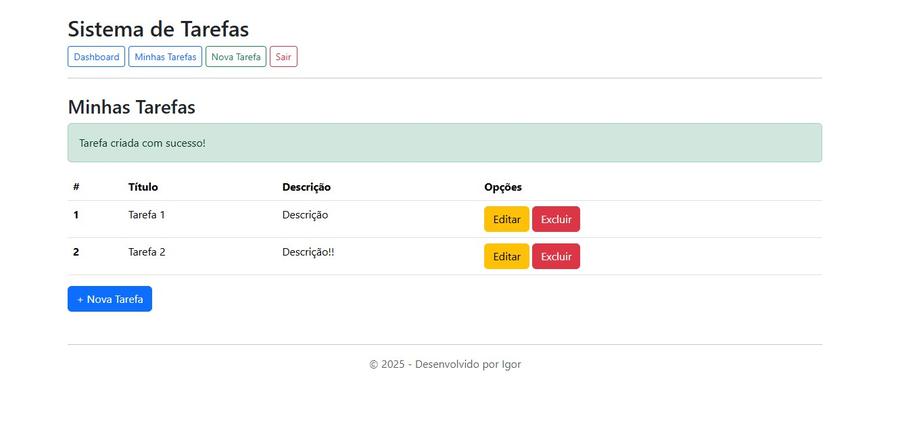 Sistema de Tarefas
Dashboard Minhas Tarefas Nova Tarefa Sair
Minhas Tarefas
Tarefa criada com sucesso!
# Título Descrição Opções
1 Tarefa 1 Descrição Editar Excluir
2 Tarefa 2 Descrição!! Editar Excluir
+ Nova Tarefa
© 2025 - Desenvolvido por Igor